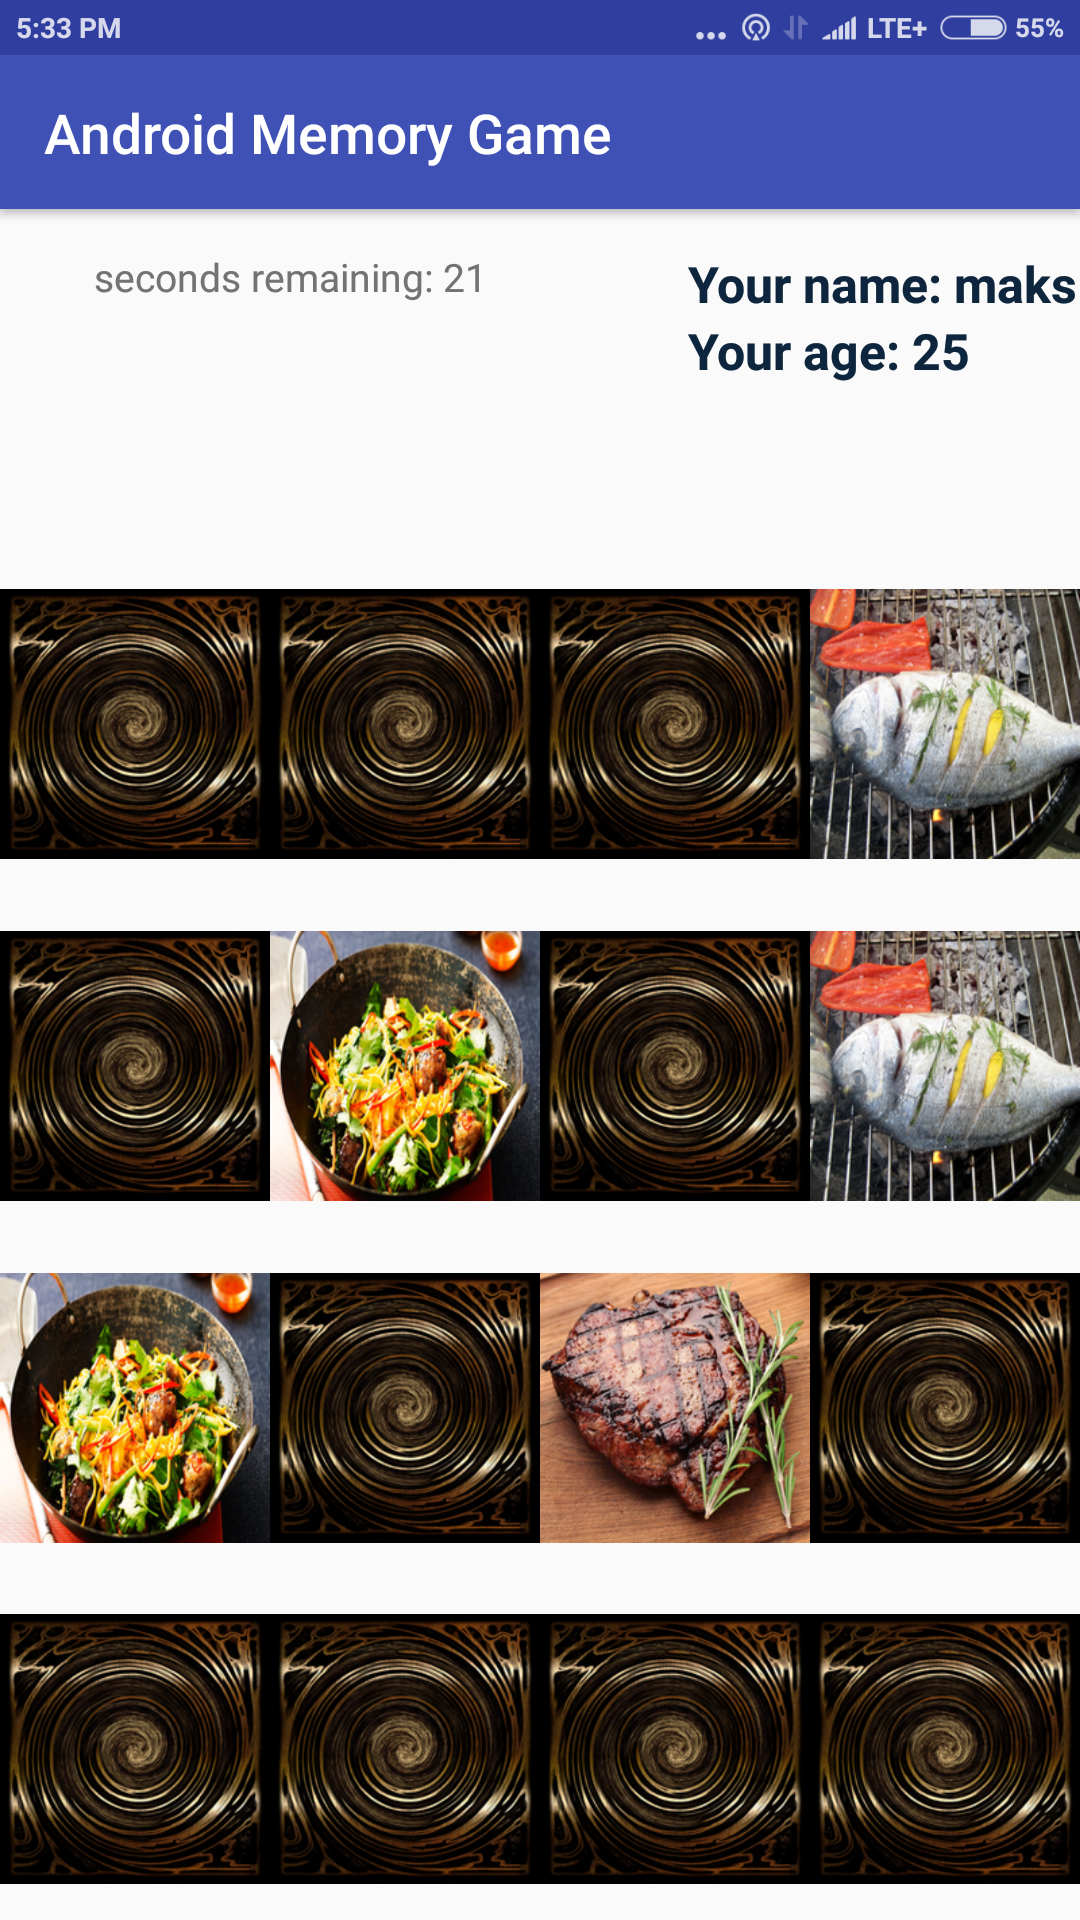 5:33 PM
LTE+ 55%
Android Memory Game
seconds remaining: 21
Your name: maks
Your age: 25